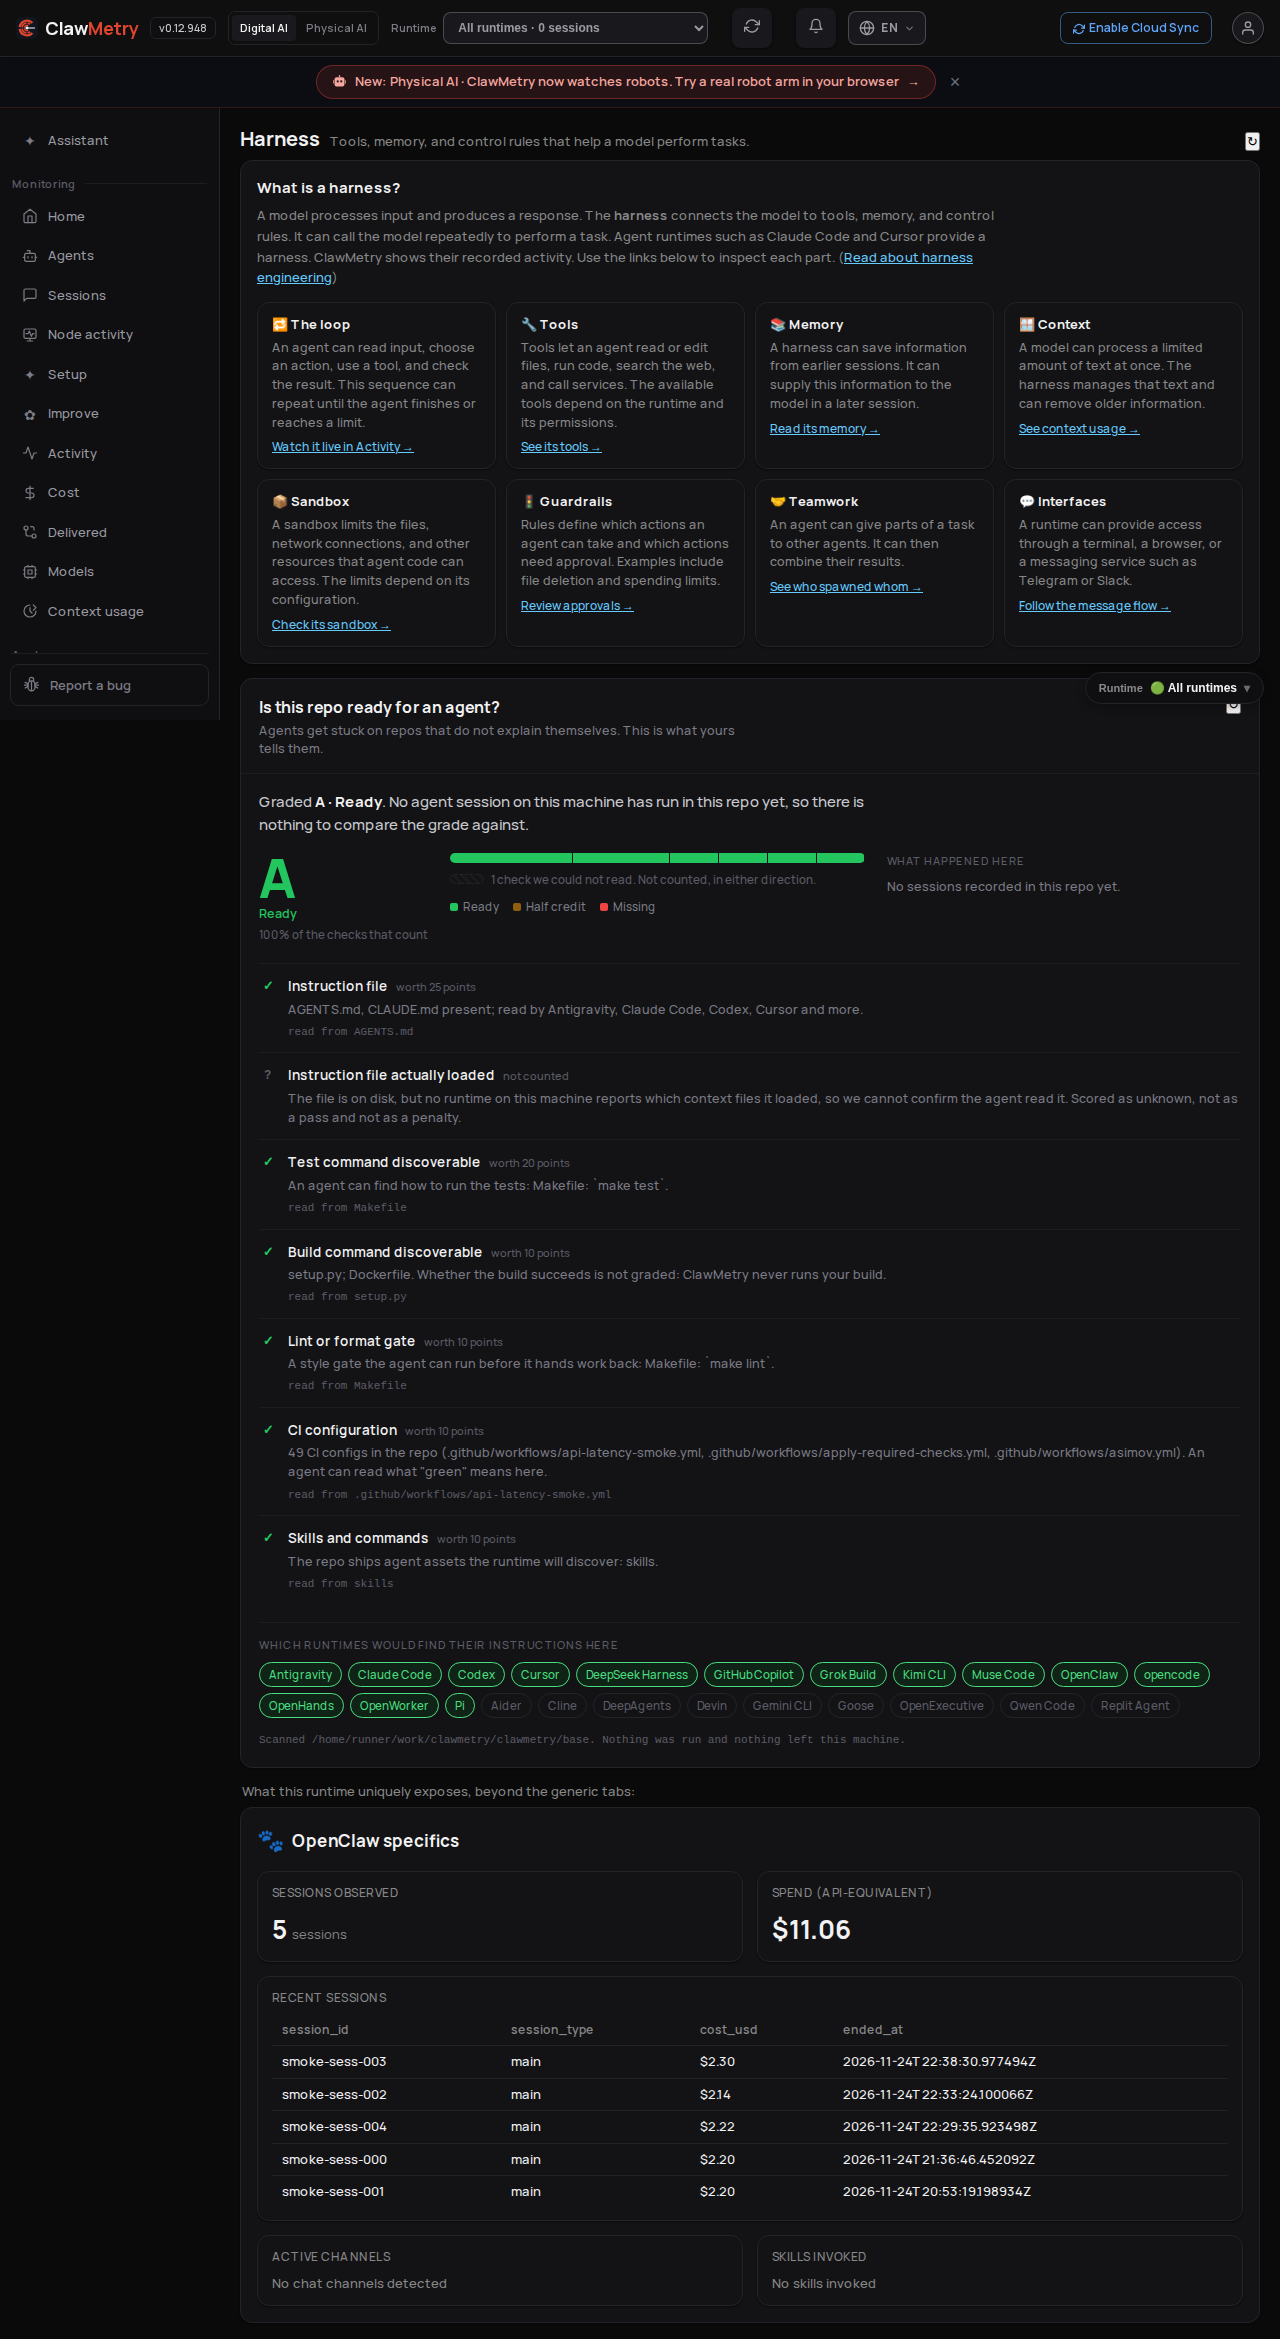 ClawMetry
v0.12.948
Digital AI
Physical AI
Runtime
All runtimes · 0 sessions
EN
Enable Cloud Sync
New: Physical AI · ClawMetry now watches robots. Try a real robot arm in your browser →
×
Assistant
Monitoring
Home
Agents
Sessions
Node activity
Setup
Improve
Activity
Cost
Delivered
Models
Context usage
Report a bug
Harness
Tools, memory, and control rules that help a model perform tasks.
What is a harness?
A model processes input and produces a response. The harness connects the model to tools, memory, and control
rules. It can call the model repeatedly to perform a task. Agent runtimes such as Claude Code and Cursor provide a
harness. ClawMetry shows their recorded activity. Use the links below to inspect each part. (Read about harness
engineering)
🔁 The loop
An agent can read input, choose
an action, use a tool, and check
the result. This sequence can
repeat until the agent finishes or
reaches a limit.
Watch it live in Activity →
🔧 Tools
Tools let an agent read or edit
files, run code, search the web,
and call services. The available
tools depend on the runtime and
its permissions.
See its tools →
📚 Memory
A harness can save information
from earlier sessions. It can
supply this information to the
model in a later session.
Read its memory →
🪟 Context
A model can process a limited
amount of text at once. The
harness manages that text and
can remove older information.
See context usage →
📦 Sandbox
A sandbox limits the files,
network connections, and other
resources that agent code can
access. The limits depend on its
configuration.
Check its sandbox →
🚦 Guardrails
Rules define which actions an
agent can take and which actions
need approval. Examples include
file deletion and spending limits.
Review approvals →
🤝 Teamwork
An agent can give parts of a task
to other agents. It can then
combine their results.
See who spawned whom →
💬 Interfaces
A runtime can provide access
through a terminal, a browser, or
a messaging service such as
Telegram or Slack.
Follow the message flow →
Runtime 🟢 All runtimes ▾
Is this repo ready for an agent?
Agents get stuck on repos that do not explain themselves. This is what yours
tells them.
Graded A · Ready. No agent session on this machine has run in this repo yet, so there is
nothing to compare the grade against.
A
Ready
100% of the checks that count
1 check we could not read. Not counted, in either direction.
Ready
Half credit
Missing
WHAT HAPPENED HERE
No sessions recorded in this repo yet.
✓ Instruction file worth 25 points
AGENTS.md, CLAUDE.md present; read by Antigravity, Claude Code, Codex, Cursor and more.
read from AGENTS.md
? Instruction file actually loaded not counted
The file is on disk, but no runtime on this machine reports which context files it loaded, so we cannot confirm the agent read it. Scored as unknown, not as
a pass and not as a penalty.
✓ Test command discoverable worth 20 points
An agent can find how to run the tests: Makefile: `make test`.
read from Makefile
✓ Build command discoverable worth 10 points
setup.py; Dockerfile. Whether the build succeeds is not graded: ClawMetry never runs your build.
read from setup.py
✓ Lint or format gate worth 10 points
A style gate the agent can run before it hands work back: Makefile: `make lint`.
read from Makefile
✓ CI configuration worth 10 points
49 CI configs in the repo (.github/workflows/api-latency-smoke.yml, .github/workflows/apply-required-checks.yml, .github/workflows/asimov.yml). An
agent can read what "green" means here.
read from .github/workflows/api-latency-smoke.yml
✓ Skills and commands worth 10 points
The repo ships agent assets the runtime will discover: skills.
read from skills
WHICH RUNTIMES WOULD FIND THEIR INSTRUCTIONS HERE
Antigravity Claude Code Codex Cursor DeepSeek Harness GitHub Copilot Grok Build Kimi CLI Muse Code OpenClaw opencode
OpenHands OpenWorker Pi Aider Cline DeepAgents Devin Gemini CLI Goose OpenExecutive Qwen Code Replit Agent
Scanned /home/runner/work/clawmetry/clawmetry/base. Nothing was run and nothing left this machine.
What this runtime uniquely exposes, beyond the generic tabs:
🐾 OpenClaw specifics
SESSIONS OBSERVED
5 sessions
SPEND (API-EQUIVALENT)
$11.06
RECENT SESSIONS
session_id session_type cost_usd ended_at
smoke-sess-003 main $2.30 2026-11-24T22:38:30.977494Z
smoke-sess-002 main $2.14 2026-11-24T22:33:24.100066Z
smoke-sess-004 main $2.22 2026-11-24T22:29:35.923498Z
smoke-sess-000 main $2.20 2026-11-24T21:36:46.452092Z
smoke-sess-001 main $2.20 2026-11-24T20:53:19.198934Z
ACTIVE CHANNELS
No chat channels detected
SKILLS INVOKED
No skills invoked